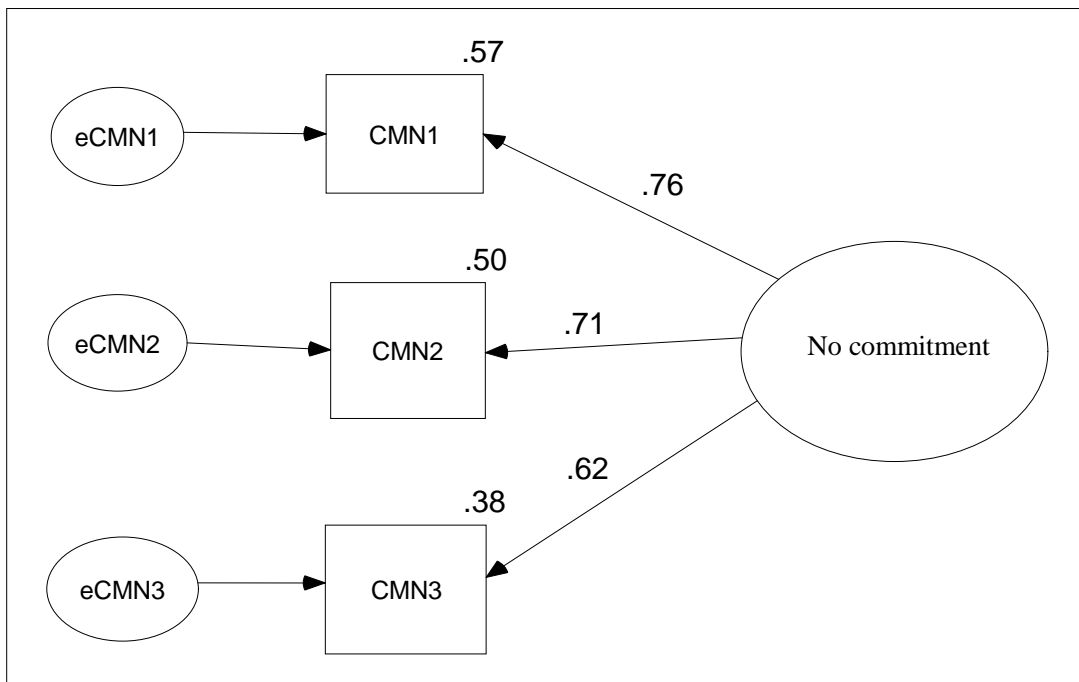 .57
eCMN1
CMN1
.76
.50
eCMN2
CMN2
.71
No commitment
.62
.38
eCMN3
CMN3